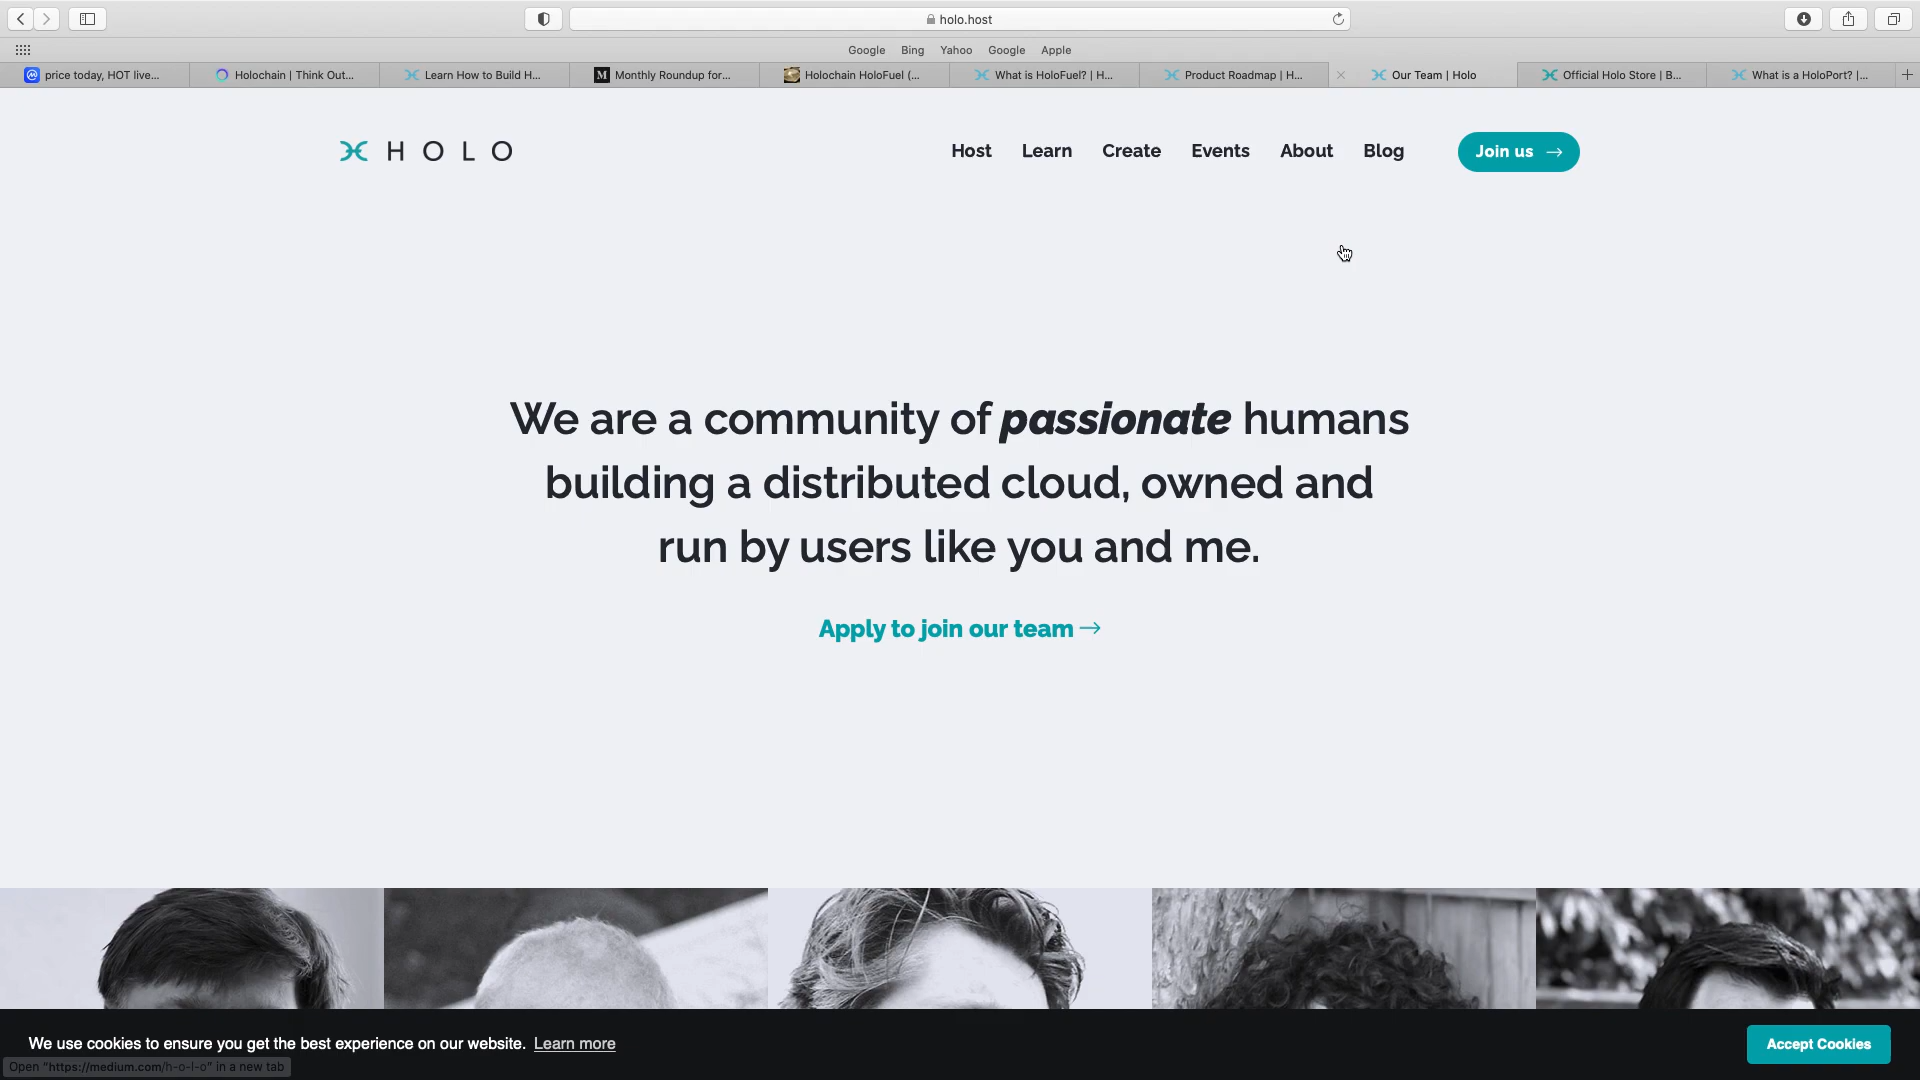 holo.host
Google Bing Yahoo Google Apple
price today, HOT live...
Holochain | Think Out...
Learn How to Build H...
M Monthly Roundup for...
Holochain HoloFuel (...
What is HoloFuel? | H...
Product Roadmap | H...
Our Team | Holo
Official Holo Store | B...
What is a HoloPort? |...
HOLO
Host Learn Create Events About Blog Join us →
We are a community of passionate humans
building a distributed cloud, owned and
run by users like you and me.
Apply to join our team →
We use cookies to ensure you get the best experience on our website. Learn more
Accept Cookies
Open "https://medium.com/h-o-l-o" in a new tab